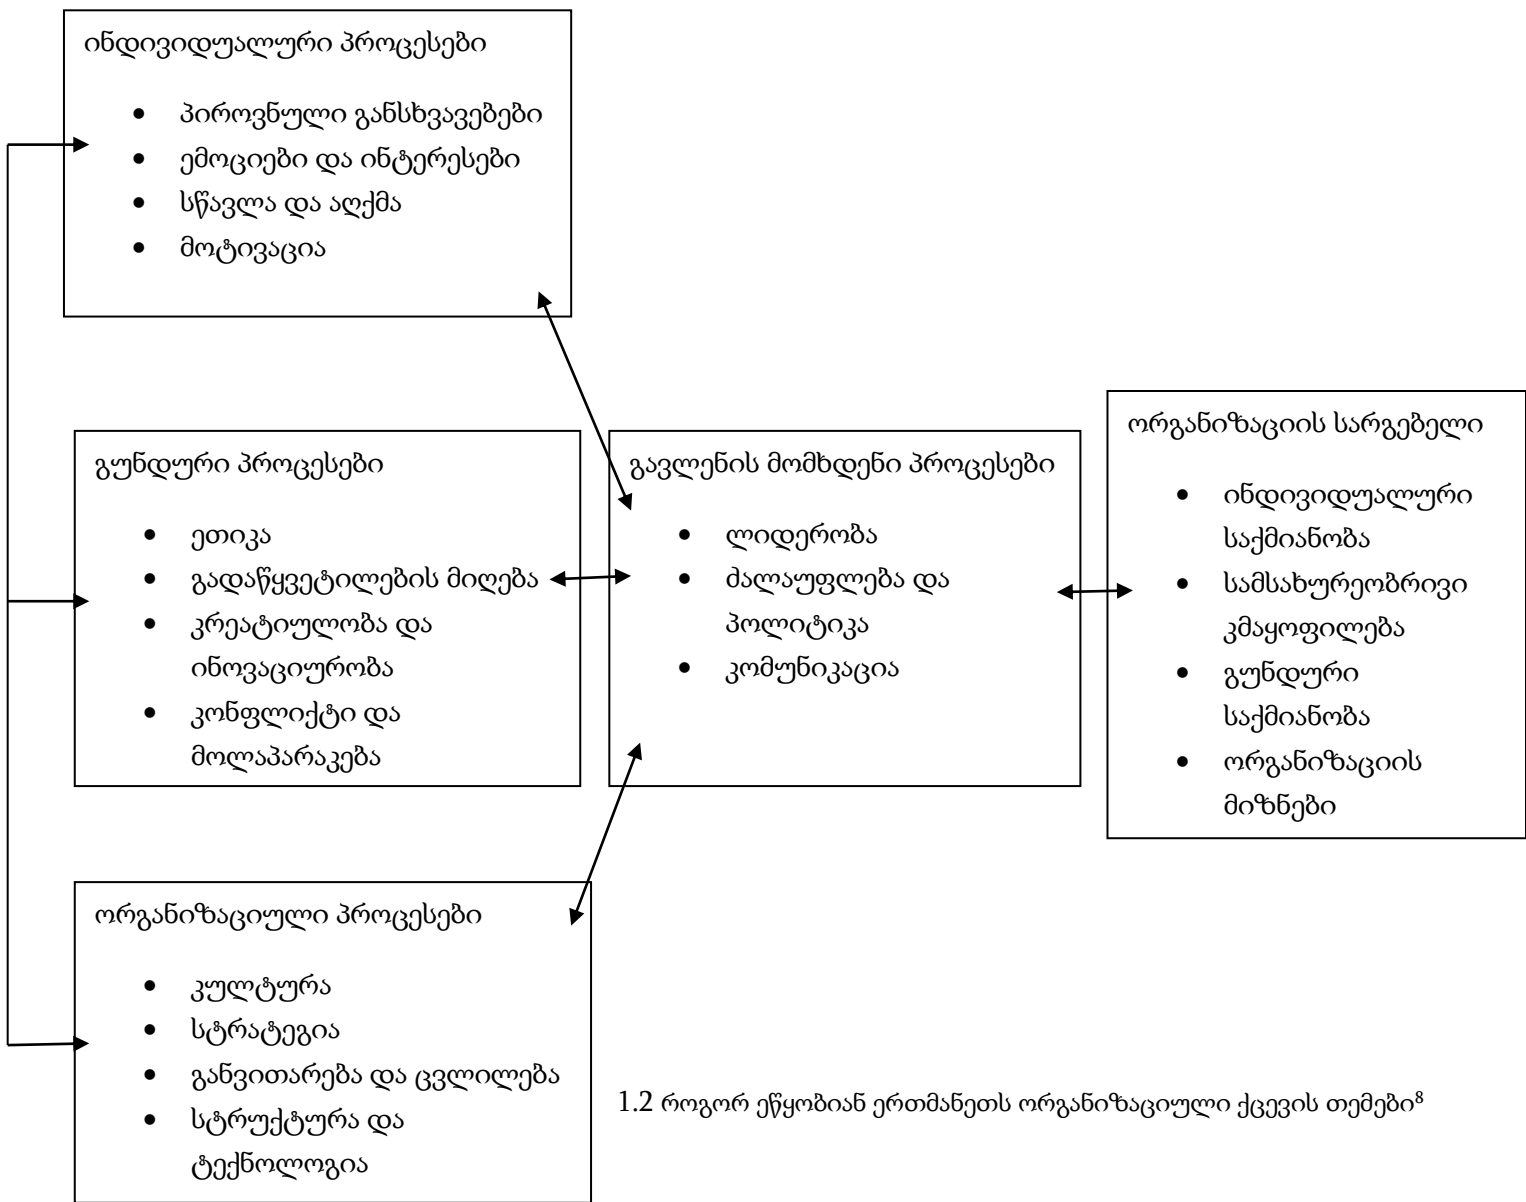 ინდივიდუალური პროცესები
• პიროვნული განსხვავებები
• ემოციები და ინტერესები
• სწავლა და აღქმა
• მოტივაცია
გუნდური პროცესები
• ეთიკა
• გადაწყვეტილების მიღება
• კრეატიულობა და
ინოვაციურობა
• კონფლიქტი და
მოლაპარაკება
გავლენის მომხდენი პროცესები
• ლიდერობა
• ძალაუფლება და
პოლიტიკა
• კომუნიკაცია
ორგანიზაციის სარგებელი
• ინდივიდუალური
საქმიანობა
• სამსახურეობრივი
კმაყოფილება
• გუნდური
საქმიანობა
• ორგანიზაციის
მიზნები
ორგანიზაციული პროცესები
• კულტურა
• სტრატეგია
• განვითარება და ცვლილება
• სტრუქტურა და
ტექნოლოგია
1.2 როგორ ეწყობიან ერთმანეთს ორგანიზაციული ქცევის თემები⁸